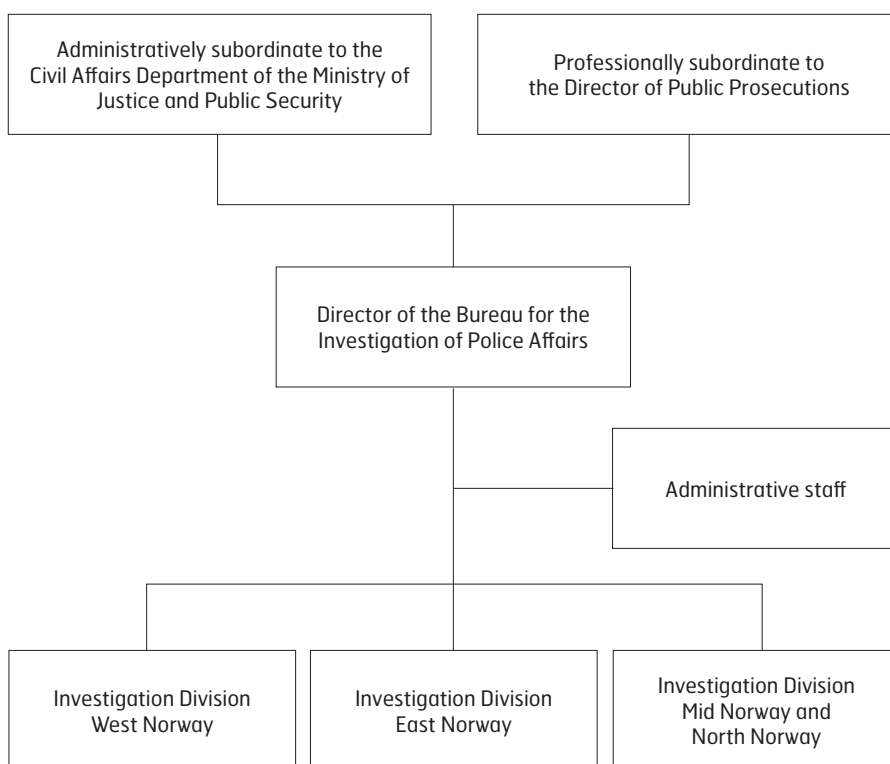 Administratively subordinate to the
Civil Affairs Department of the Ministry of
Justice and Public Security
Professionally subordinate to
the Director of Public Prosecutions
Director of the Bureau for the
Investigation of Police Affairs
Administrative staff
Investigation Division
West Norway
Investigation Division
East Norway
Investigation Division
Mid Norway and
North Norway